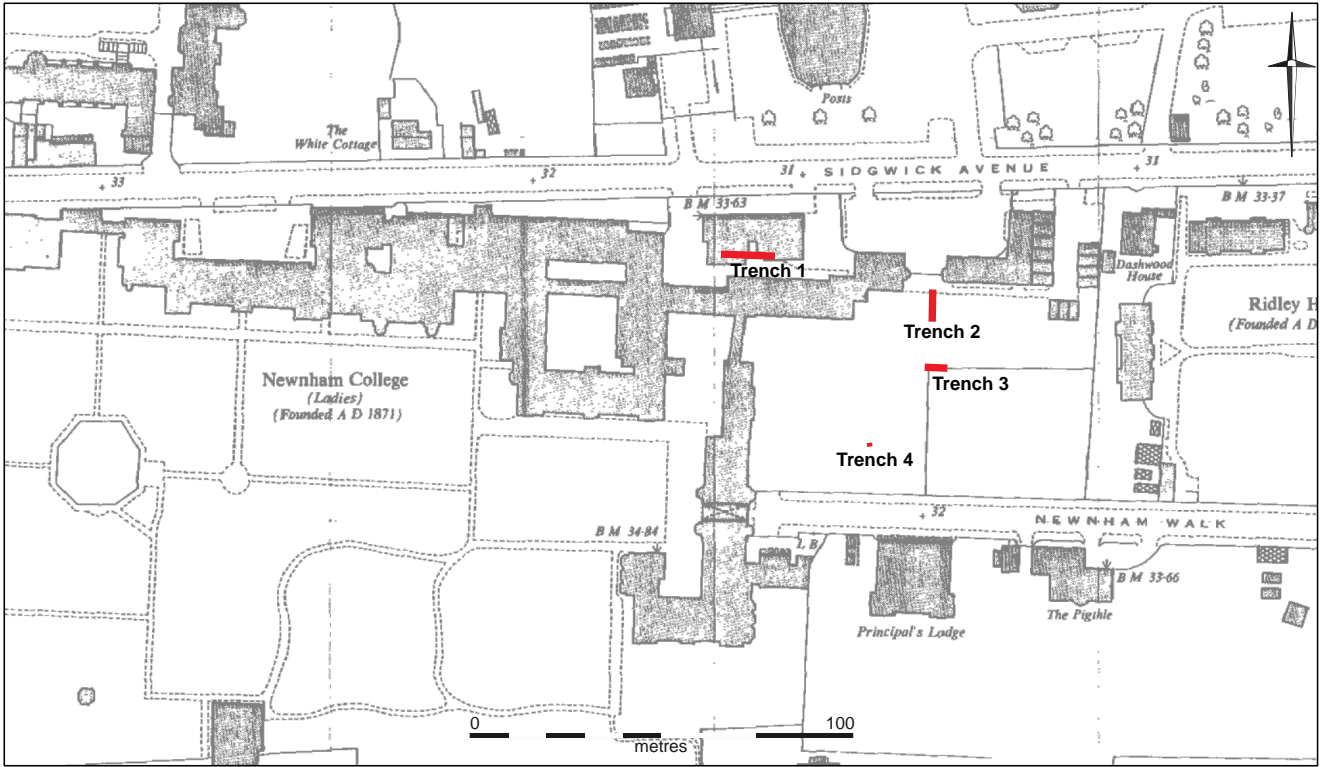 Posts
The
White Cottage
33
32
31
SIDGWICK AVENUE
31
B M 33·63
B M 33·37
Trench 1
Dashwood
House
Trench 2
Ridley H
(Founded A D
Trench 3
Newnham College
(Ladies)
(Founded A D 1871)
Trench 4
32
NEWNHAM WALK
B M 34·84
L B
B M 33·66
The Pigthle
Principal's Lodge
0
100
metres